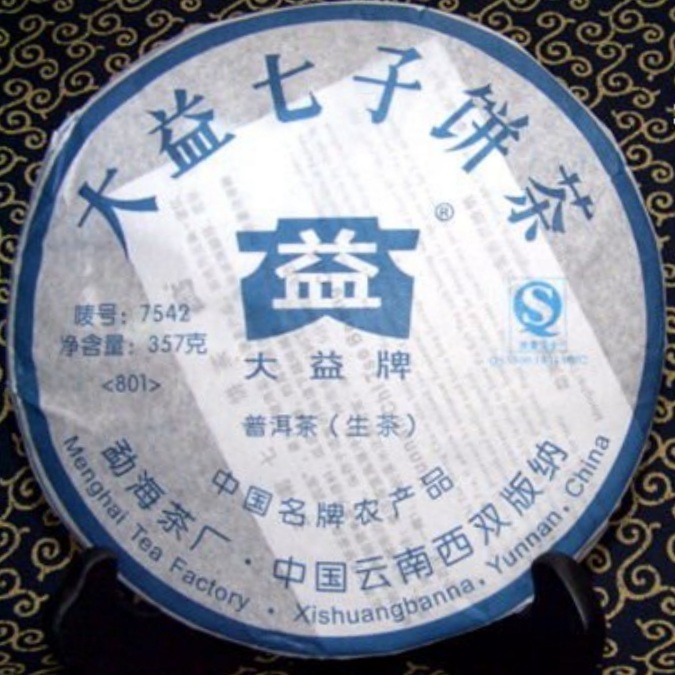 大益七子饼茶
®
益
大益牌
唛号：7542
净含量：357克
<801>
普洱茶（生茶）
中国名牌农产品
勐海茶厂·中国云南西双版纳
Menghai Tea Factory · Xishuangbanna, Yunnan, China